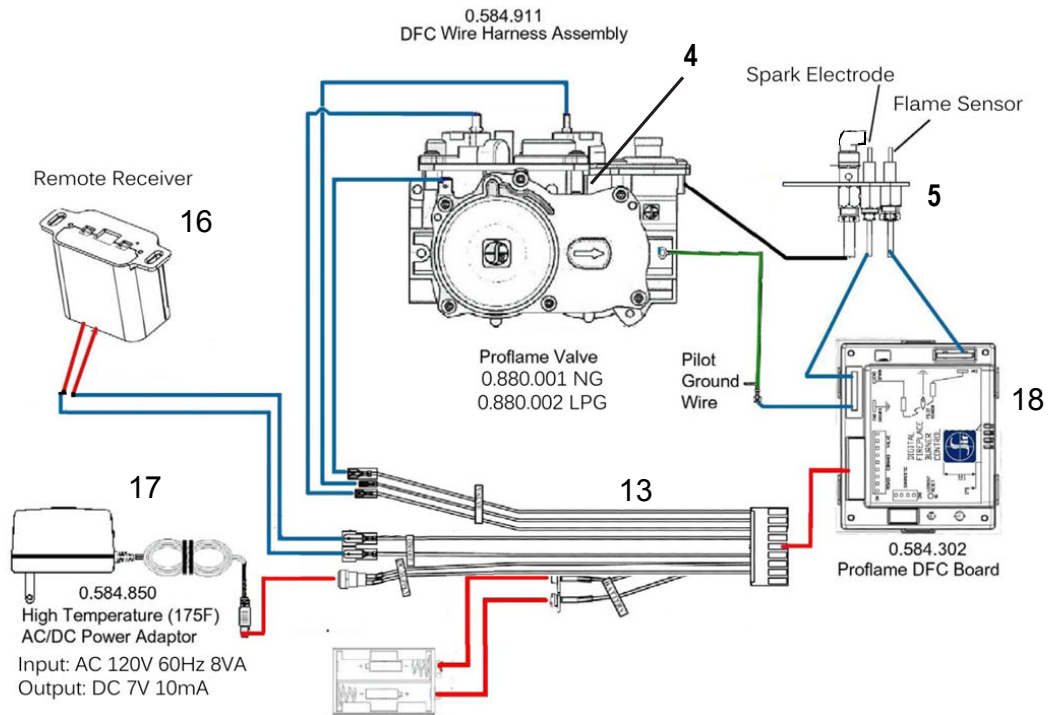 0.584.911
DFC Wire Harness Assembly
4
Spark Electrode
Flame Sensor
Remote Receiver
16
5
Proflame Valve
0.880.001 NG
0.880.002 LPG
Pilot
Ground
Wire
18
DIGITAL
FIREPLACE
BURNER
CONTROL
17
13
0.584.302
Proflame DFC Board
0.584.850
High Temperature (175F)
AC/DC Power Adaptor
Input: AC 120V 60Hz 8VA
Output: DC 7V 10mA